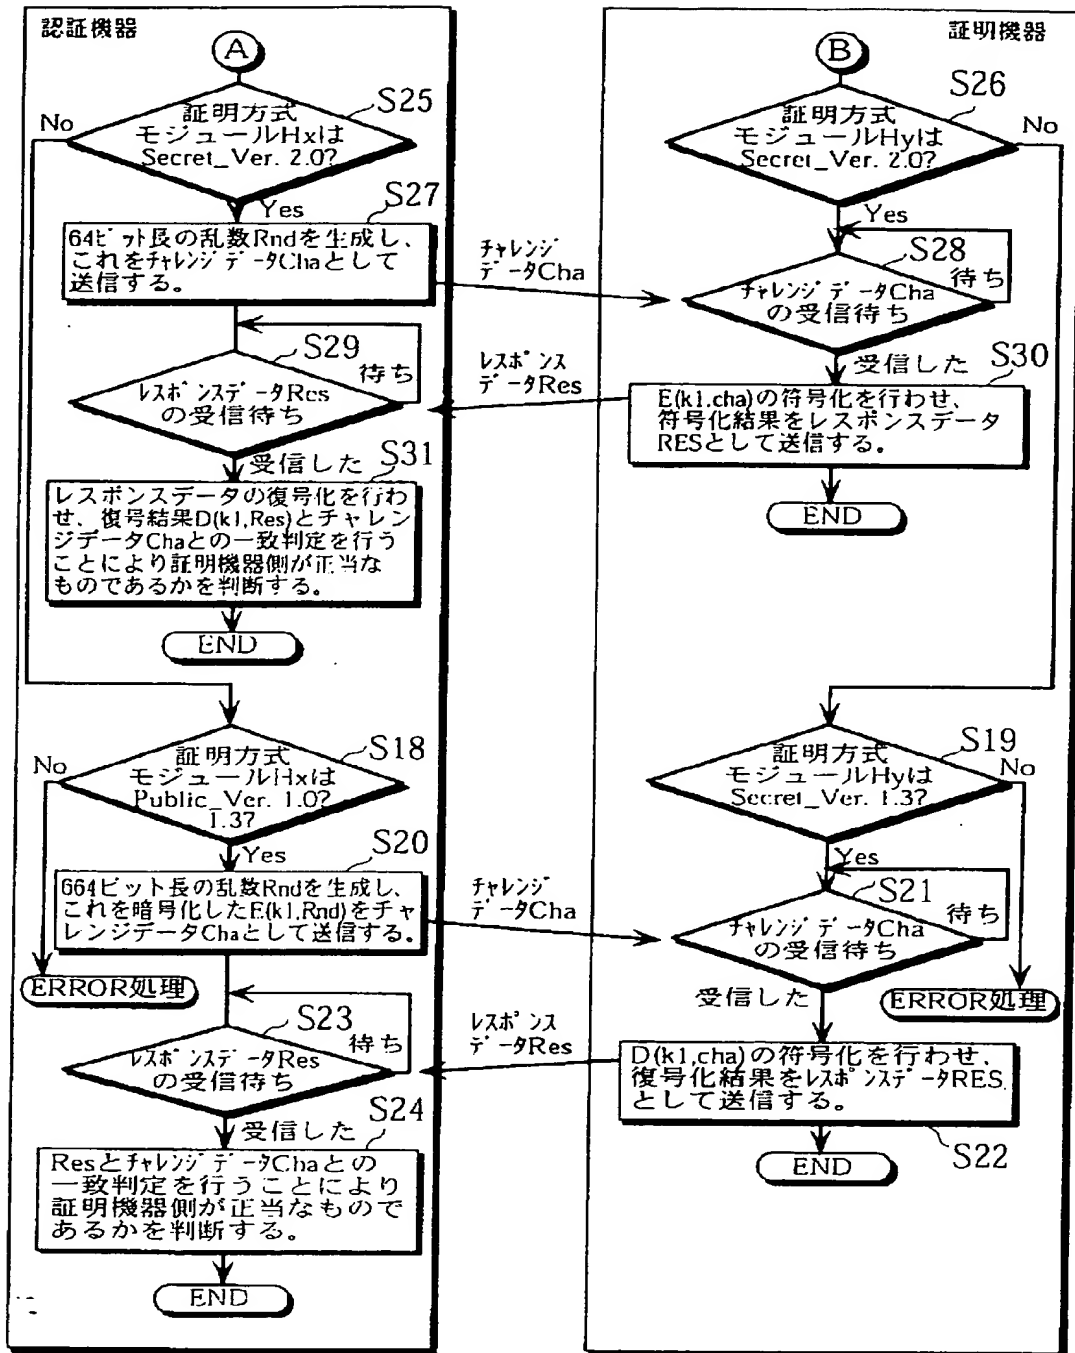 認証機器
A
S25
証明方式
モジュールHxは
Secret_Ver. 2.0?
No
Yes
S27
64ビット長の乱数Rndを生成し、
これをチャレンジデータChaとして
送信する。
チャレンジ
データCha
S29
待ち
レスポンスデータRes
の受信待ち
レスポンス
データRes
受信した
S31
レスポンスデータの復号化を行わ
せ、復号結果D(k1,Res)とチャレン
ジデータChaとの一致判定を行う
ことにより証明機器側が正当な
ものであるかを判断する。
END
証明機器
B
S26
証明方式
モジュールHyは
Secret_Ver. 2.0?
No
Yes
S28
待ち
チャレンジデータCha
の受信待ち
受信した
S30
E(k1,cha)の符号化を行わせ、
符号化結果をレスポンスデータ
RESとして送信する。
END
S18
証明方式
モジュールHxは
Public_Ver. 1.0?
1.3?
No
Yes
S20
664ビット長の乱数Rndを生成し、
これを暗号化したE(k1,Rnd)をチャ
レンジデータChaとして送信する。
ERROR処理
チャレンジ
データCha
S23
待ち
レスポンスデータRes
の受信待ち
レスポンス
データRes
受信した
S24
ResとチャレンジデータChaとの
一致判定を行うことにより
証明機器側が正当なもので
あるかを判断する。
END
S19
証明方式
モジュールHyは
Secret_Ver. 1.3?
No
Yes
S21
待ち
チャレンジデータCha
の受信待ち
受信した
ERROR処理
D(k1,cha)の符号化を行わせ、
復号化結果をレスポンスデータRES
として送信する。
S22
END